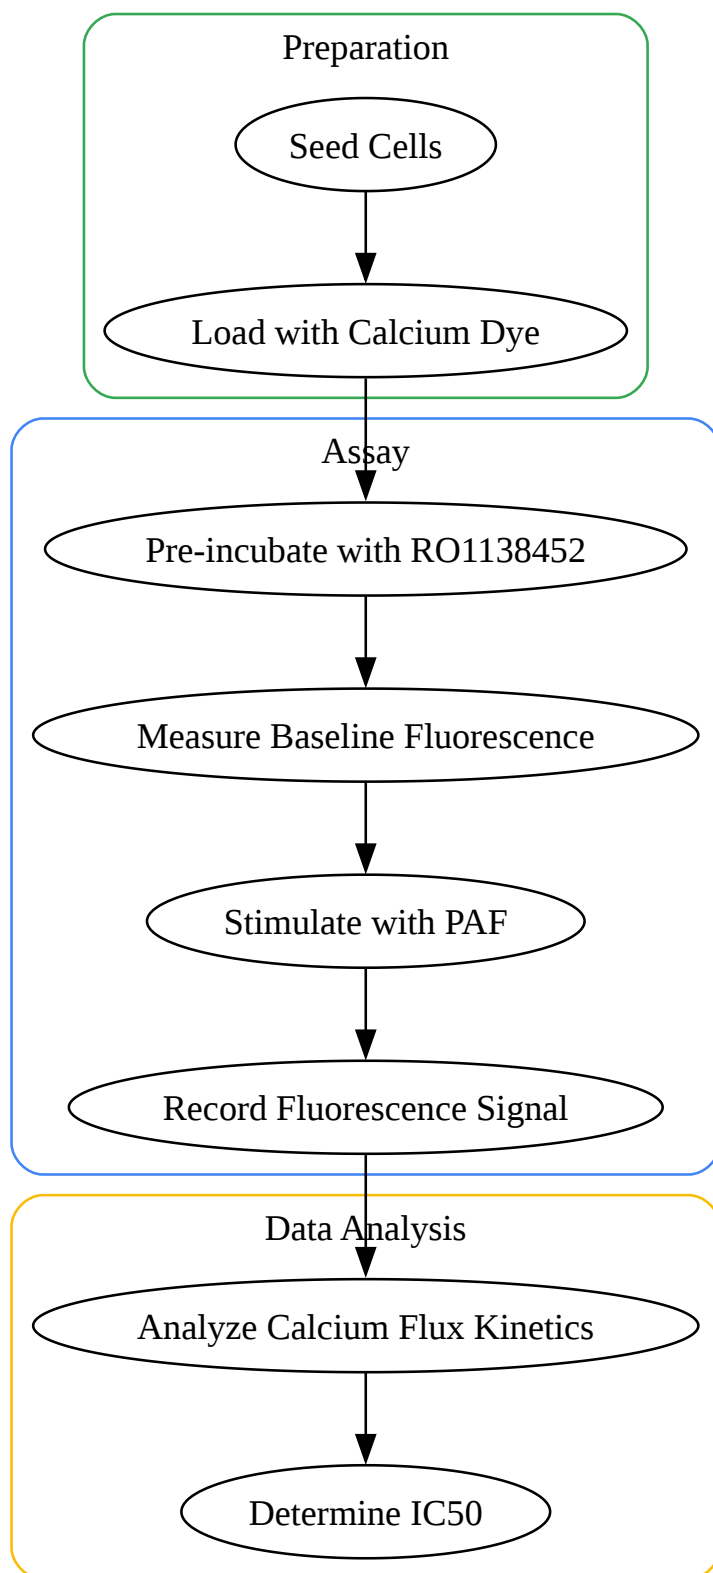 Preparation
Seed Cells
Load with Calcium Dye
Assay
Pre-incubate with RO1138452
Measure Baseline Fluorescence
Stimulate with PAF
Record Fluorescence Signal
Data Analysis
Analyze Calcium Flux Kinetics
Determine IC50